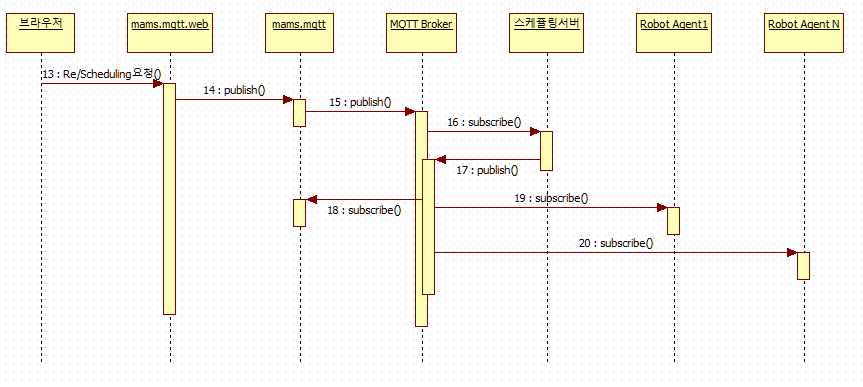 브라우저
mams.mqtt.web
mams.mqtt
MQTT Broker
스케쥴링서버
Robot Agent1
Robot Agent N
13 : Re/Scheduling요청()
14 : publish()
15 : publish()
16 : subscribe()
17 : publish()
18 : subscribe()
19 : subscribe()
20 : subscribe()